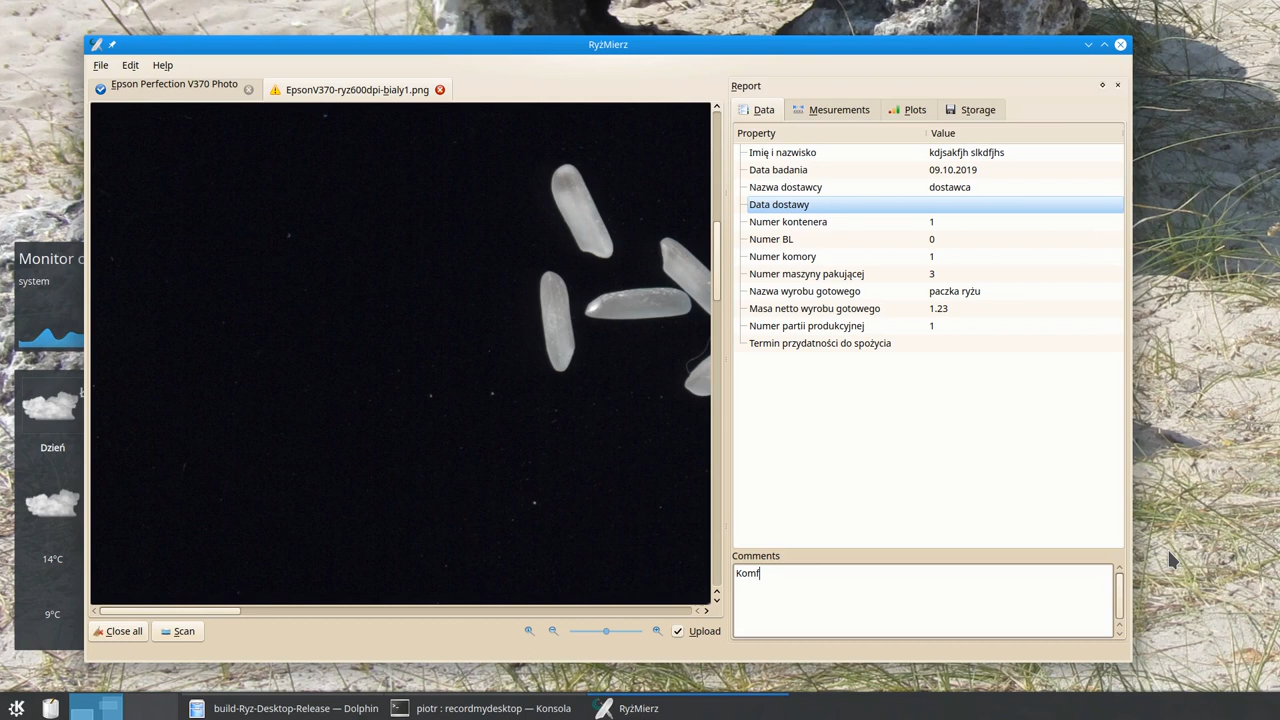 RyżMierz
File Edit Help
Epson Perfection V370 Photo
EpsonV370-ryz600dpi-bialy1.png
Report
Data Mesurements Plots Storage
Property Value
Imię i nazwisko kdjsakfjh slkdfjhs
Data badania 09.10.2019
Nazwa dostawcy dostawca
Data dostawy
Numer kontenera 1
Numer BL 0
Numer komory 1
Numer maszyny pakującej 3
Nazwa wyrobu gotowego paczka ryżu
Masa netto wyrobu gotowego 1.23
Numer partii produkcyjnej 1
Termin przydatności do spożycia
Comments
Komf
Close all Scan Upload
Monitor
system
Dzień
14°C
9°C
build-Ryz-Desktop-Release — Dolphin
piotr : recordmydesktop — Konsola
RyżMierz